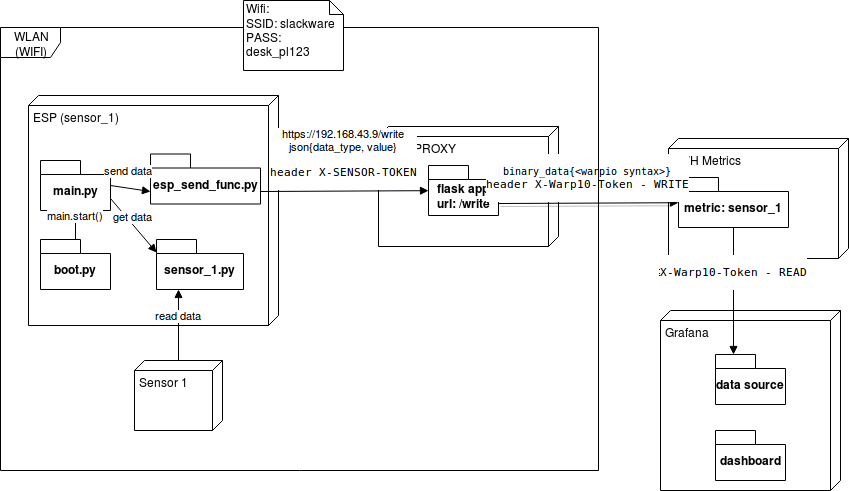 Wifi:
SSID: slackware
PASS:
desk_pl123
WLAN
(WIFI)
ESP (sensor_1)
https://192.168.43.9/write
json{data_type, value}
header X-SENSOR-TOKEN
PROXY
H Metrics
send data
main.py
esp_send_func.py
flask app
url: /write
binary_data{<warpio syntax>}
header X-Warp10-Token - WRITE
metric: sensor_1
main.start()
get data
boot.py
sensor_1.py
X-Warp10-Token - READ
read data
Grafana
Sensor 1
data source
dashboard